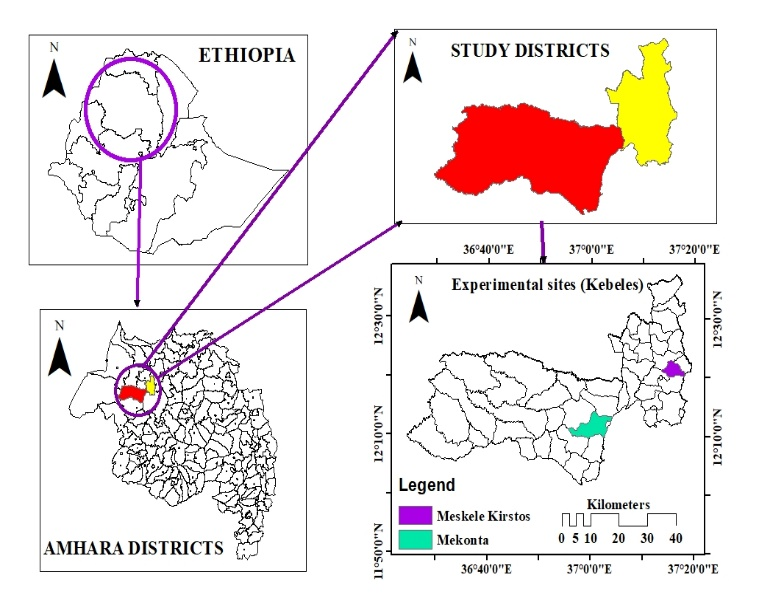 N
ETHIOPIA
N
STUDY DISTRICTS
36°40'0"E 37°0'0"E 37°20'0"E
N
Experimental sites (Kebeles)
12°30'0"N
12°30'0"N
12°10'0"N
12°10'0"N
11°50'0"N
Legend
Meskele Kirstos
Mekonta
Kilometers
0 5 10 20 30 40
36°40'0"E 37°0'0"E 37°20'0"E
N
AMHARA DISTRICTS